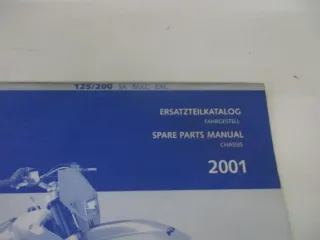 125/200 SX MXC EXC
ERSATZTEILKATALOG
FAHRGESTELL
SPARE PARTS MANUAL
CHASSIS
2001